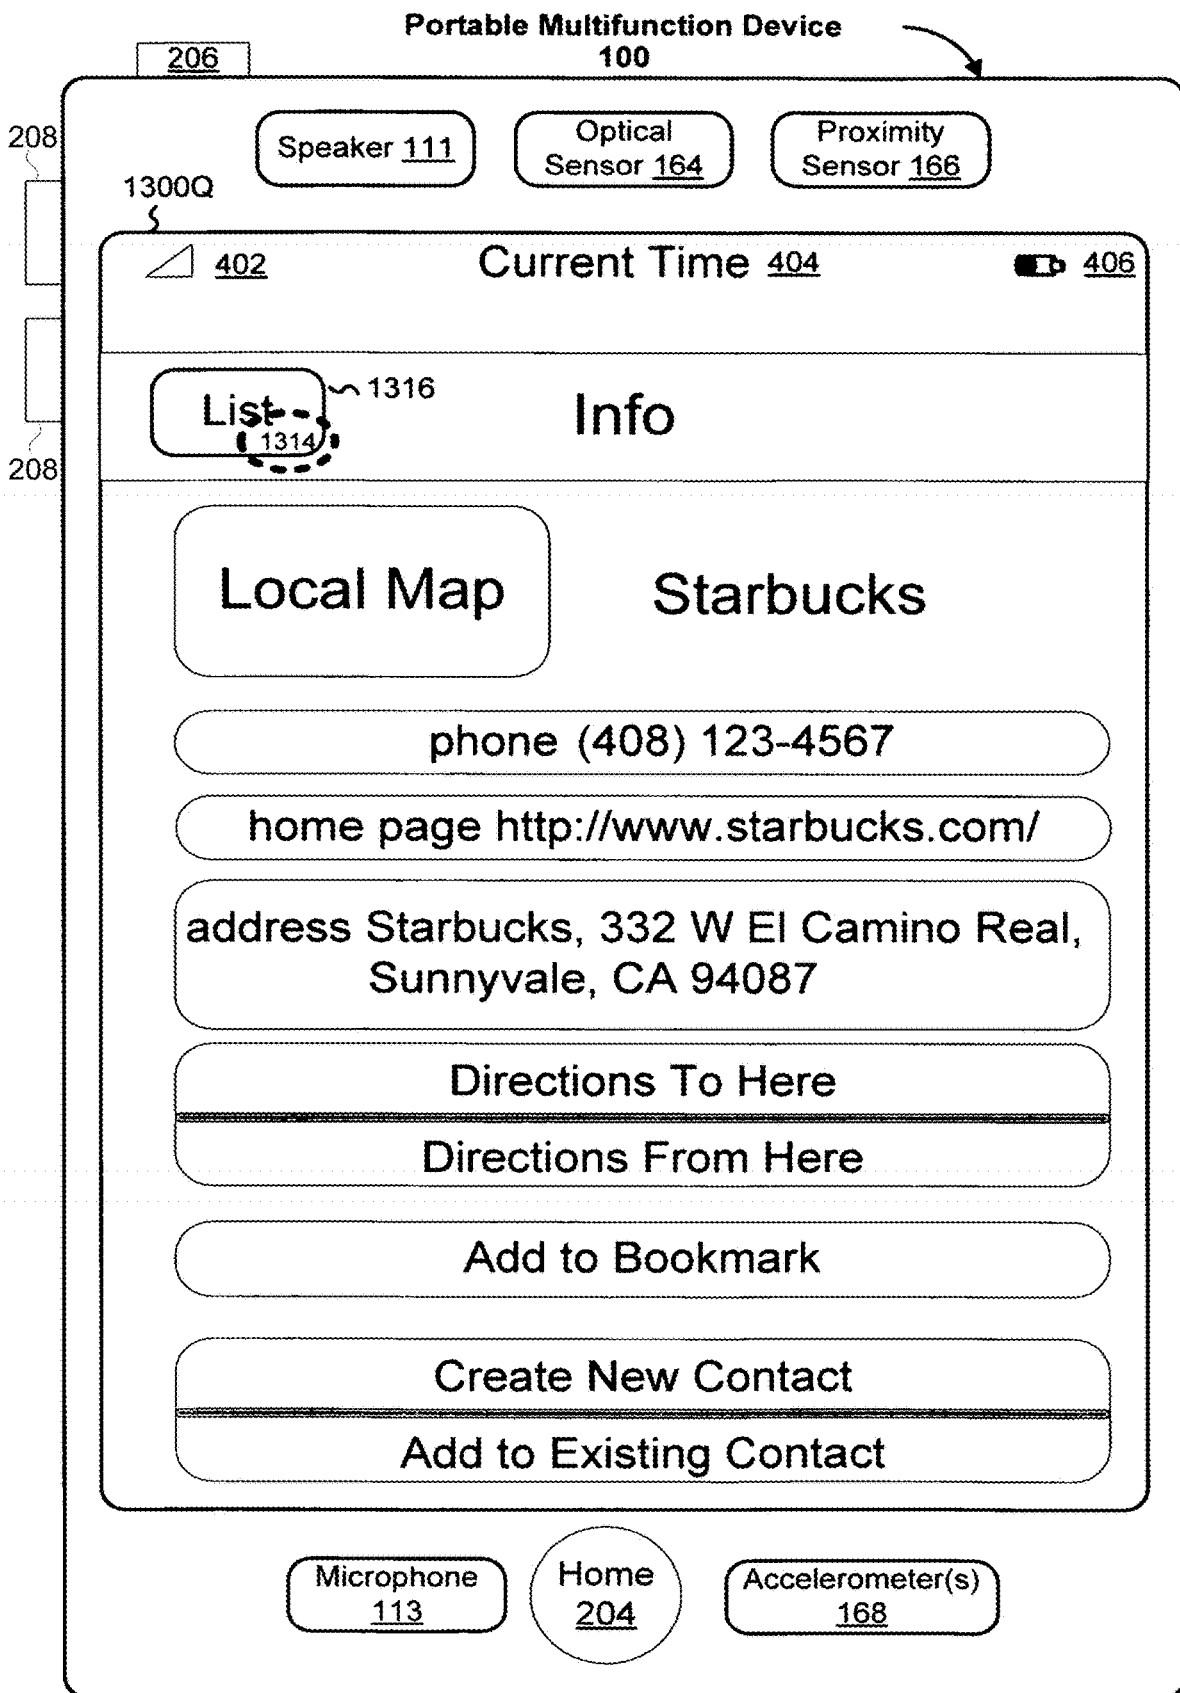 Portable Multifunction Device
100
206
208
Speaker 111
Optical
Sensor 164
Proximity
Sensor 166
1300Q
402
Current Time 404
406
List
1316
Info
1314
208
Local Map
Starbucks
phone (408) 123-4567
home page http://www.starbucks.com/
address Starbucks, 332 W El Camino Real,
Sunnyvale, CA 94087
Directions To Here
Directions From Here
Add to Bookmark
Create New Contact
Add to Existing Contact
Microphone
113
Home
204
Accelerometer(s)
168